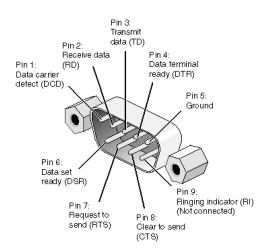 Pin 3:
Transmit
data (TD)
Pin 2:
Receive data
(RD)
Pin 4:
Data terminal
ready (DTR)
Pin 1:
Data carrier
detect (DCD)
Pin 5:
Ground
Pin 6:
Data set
ready (DSR)
Pin 9:
Ringing indicator (RI)
(Not connected)
Pin 7:
Request to
send (RTS)
Pin 8:
Clear to send
(CTS)